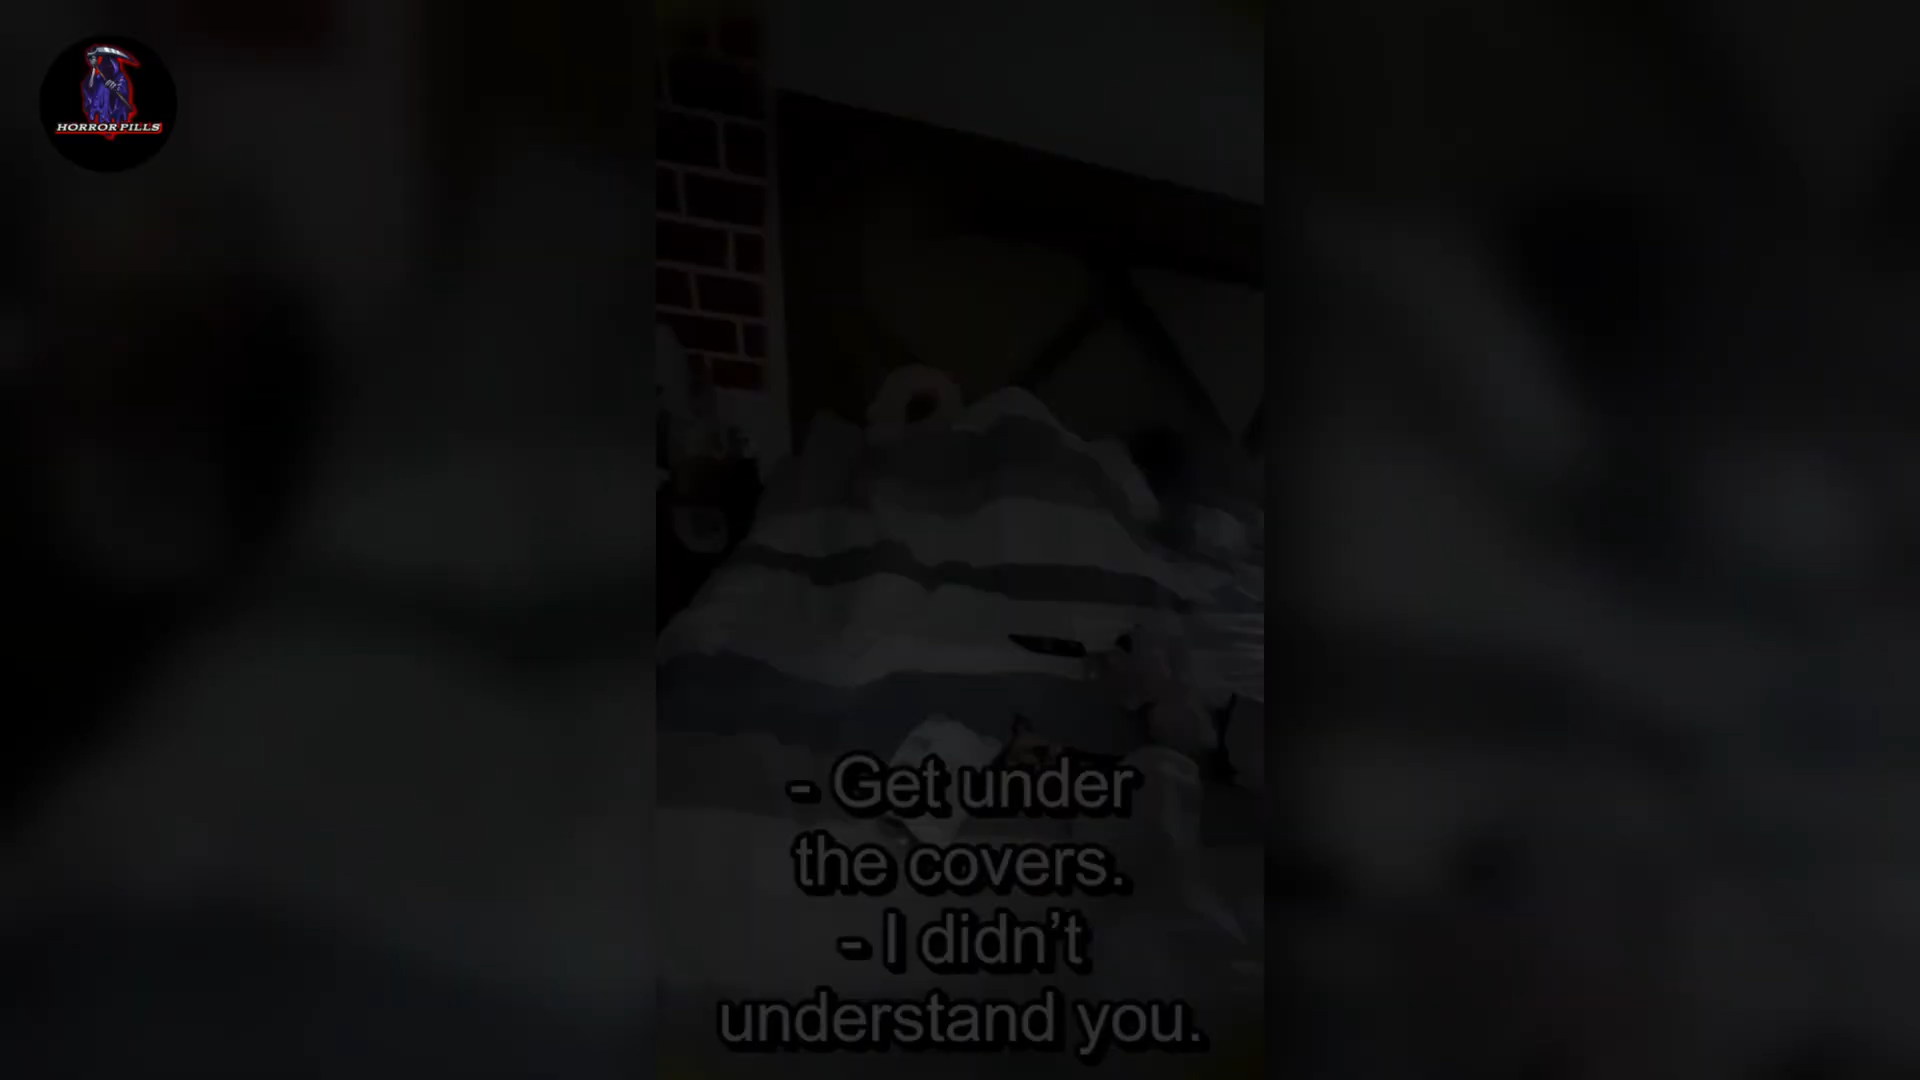 HORROR PILLS
- Get under
the covers.
- I didn't
understand you.